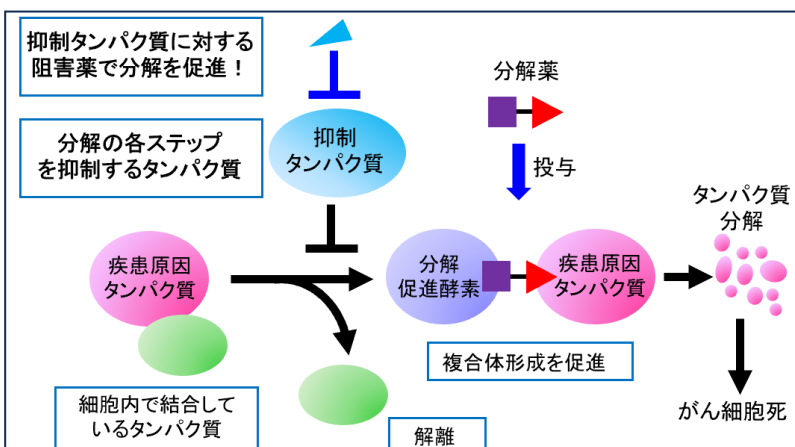 抑制タンパク質に対する
阻害薬で分解を促進！
分解薬
分解の各ステップ
を抑制するタンパク質
抑制
タンパク質
投与
タンパク質
分解
疾患原因
タンパク質
分解
促進酵素
疾患原因
タンパク質
複合体形成を促進
細胞内で結合して
いるタンパク質
解離
がん細胞死